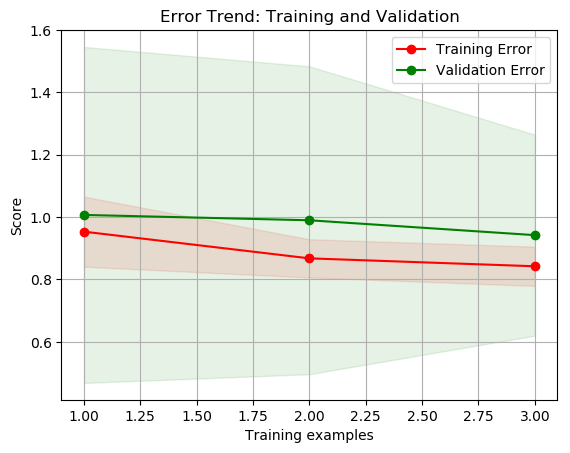 Error Trend: Training and Validation
Training Error
Validation Error
Score
1.6
1.4
1.2
1.0
0.8
0.6
1.00 1.25 1.50 1.75 2.00 2.25 2.50 2.75 3.00
Training examples